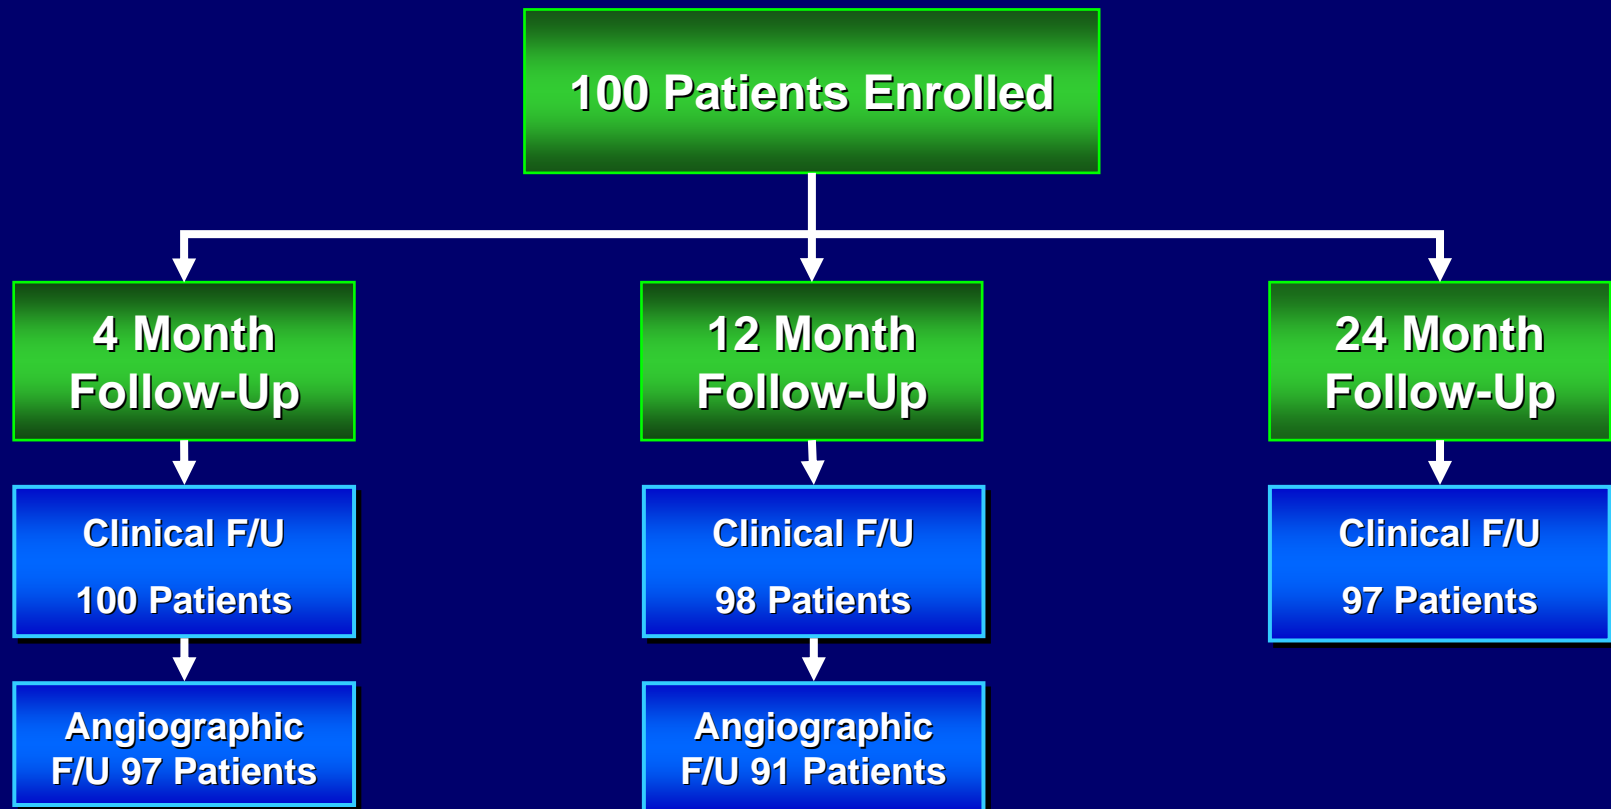 100 Patients Enrolled
4 Month
Follow-Up
12 Month
Follow-Up
24 Month
Follow-Up
Clinical F/U
100 Patients
Clinical F/U
98 Patients
Clinical F/U
97 Patients
Angiographic
F/U 97 Patients
Angiographic
F/U 91 Patients